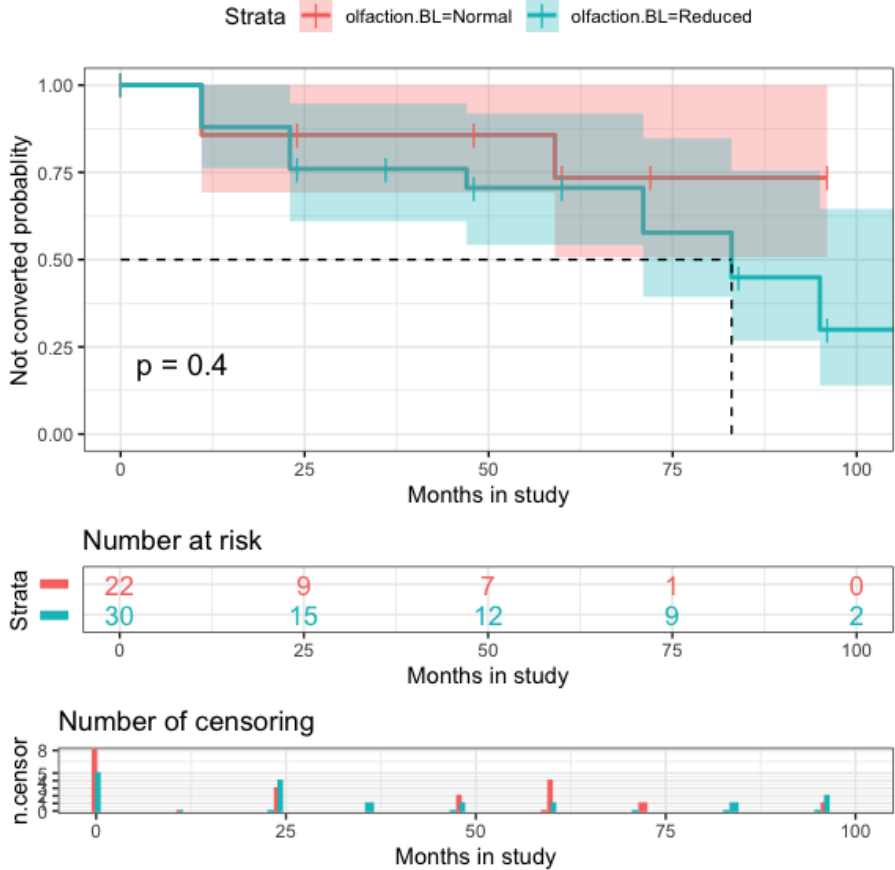 Strata olfaction.BL=Normal olfaction.BL=Reduced
Not converted probablity
1.00
0.75
0.50
0.25
0.00
p = 0.4
0 25 50 75 100
Months in study
Number at risk
Strata
22 9 7 1 0
30 15 12 9 2
0 25 50 75 100
Months in study
Number of censoring
n.censor
8
5
0
0 25 50 75 100
Months in study